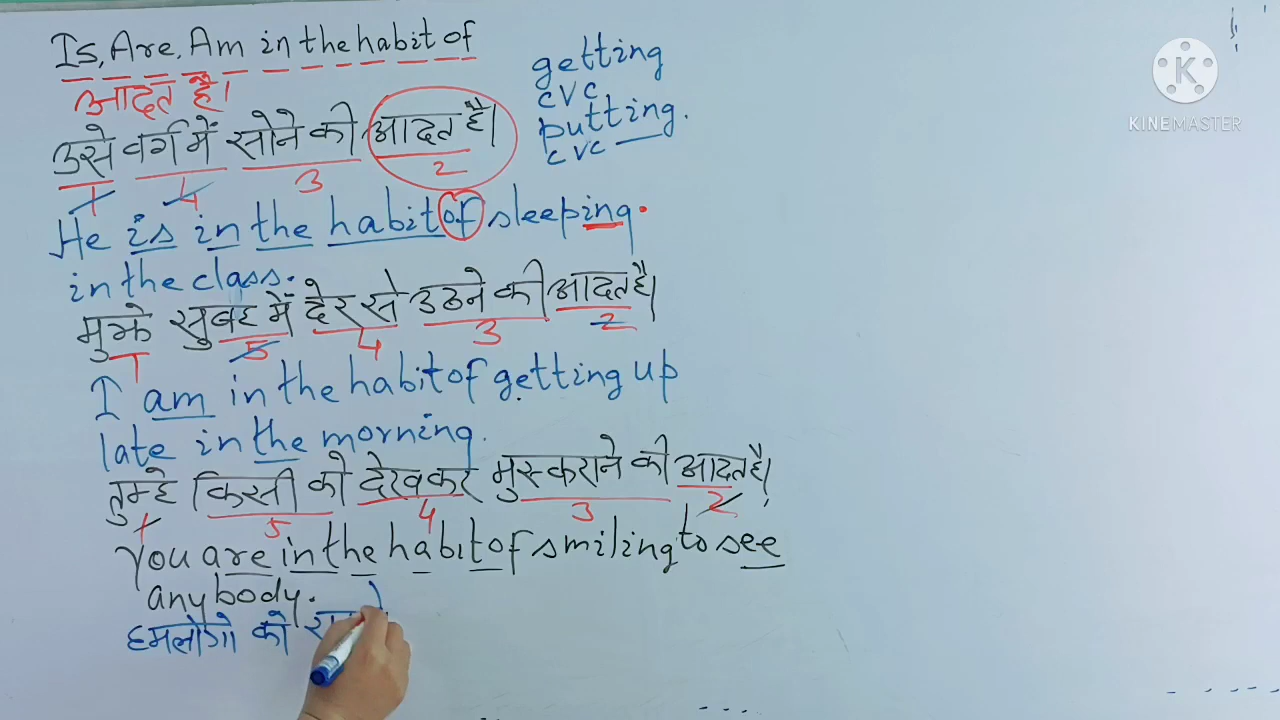 Is, Are, Am in the habit of
आदत है।
उसे वर्ग में सोने की आदत है।
1 4 3 2
He is in the habit of sleeping.
in the class.
मुझे सुबह में देर से उठने की आदत है।
1 5 4 3 2
I am in the habit of getting up
late in the morning.
तुम्हे किसी को देखकर मुस्कराने की आदत है।
1 5 4 3 2
You are in the habit of smiling to see
anybody.
हमलोगो को
getting
cvc
putting.
cvc
K
KINEMASTER